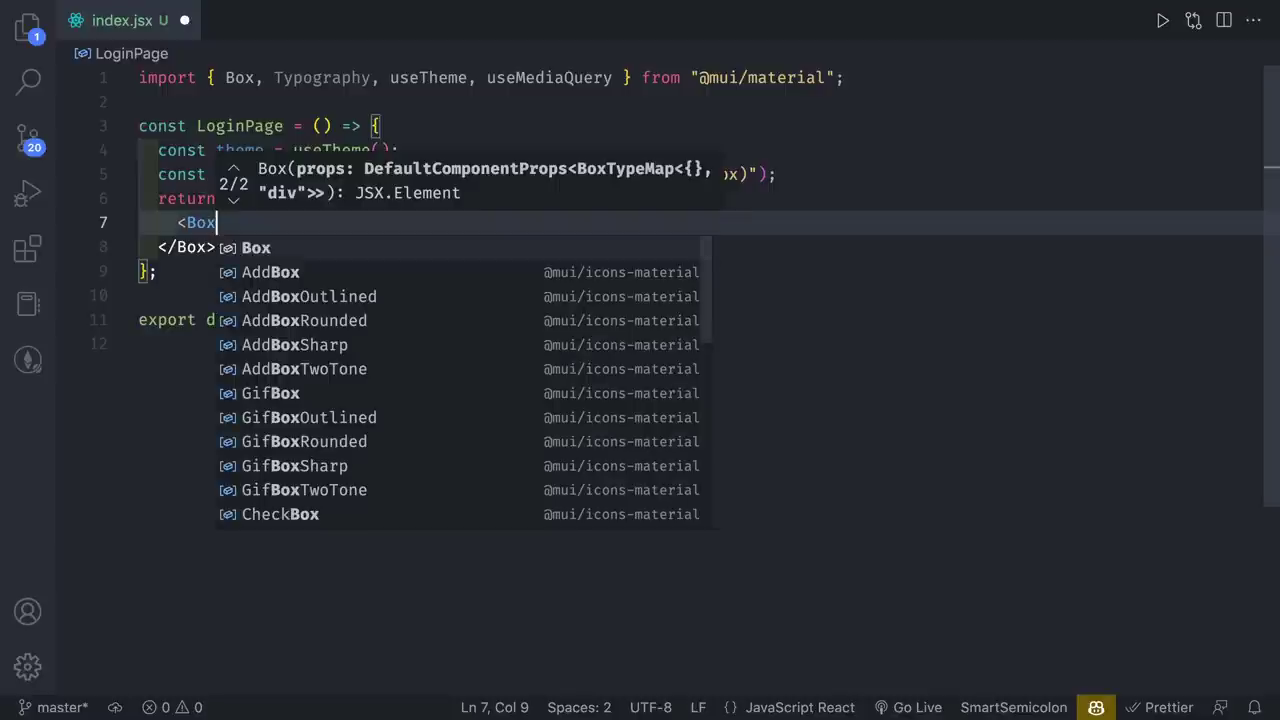 index.jsx U
1
LoginPage
1 import { Box, Typography, useTheme, useMediaQuery } from "@mui/material";
2
3 const LoginPage = () => {
4 const theme = useTheme();
Box(props: DefaultComponentProps<BoxTypeMap<{},
5 const ox)");
2/2 "div">>): JSX.Element
6 return
7 <Box
8 </Box>
Box
AddBox @mui/icons-material
9 };
AddBoxOutlined @mui/icons-material
10
AddBoxRounded @mui/icons-material
11 export d
AddBoxSharp @mui/icons-material
12
AddBoxTwoTone @mui/icons-material
GifBox @mui/icons-material
GifBoxOutlined @mui/icons-material
GifBoxRounded @mui/icons-material
GifBoxSharp @mui/icons-material
GifBoxTwoTone @mui/icons-material
CheckBox @mui/icons-material
20
master* 0 0 Ln 7, Col 9 Spaces: 2 UTF-8 LF {} JavaScript React Go Live SmartSemicolon Prettier